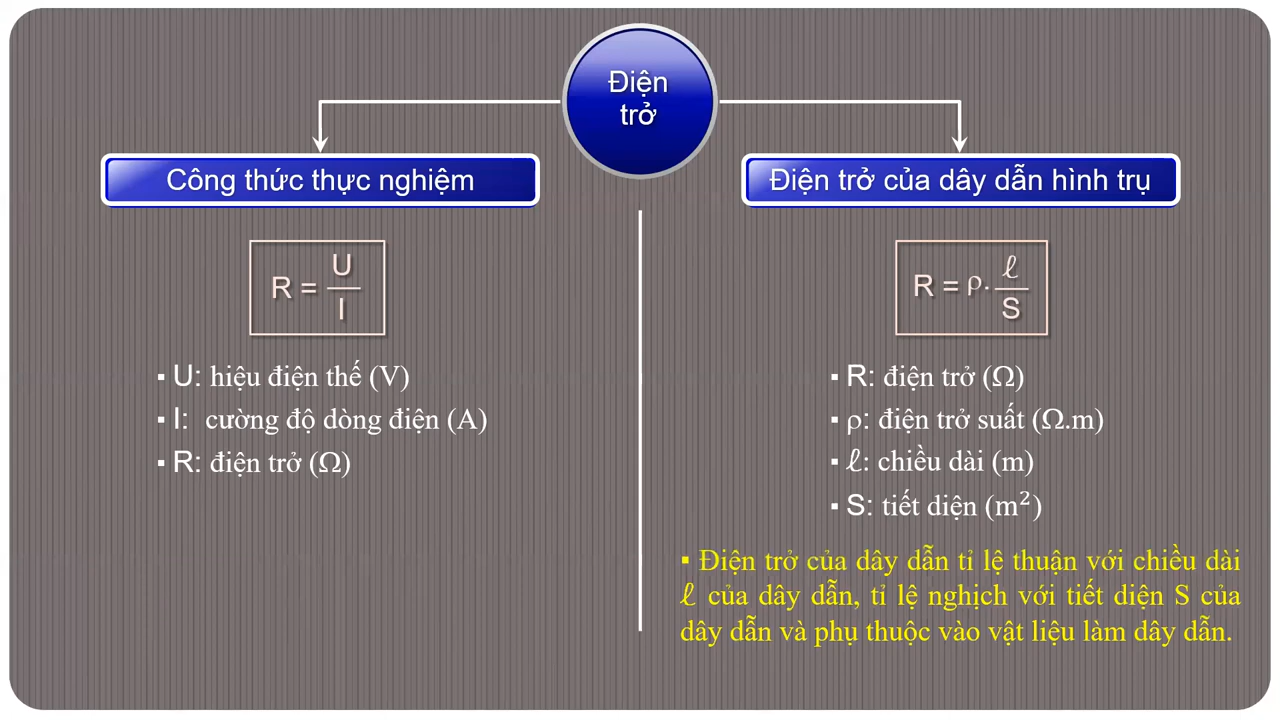 Điện
trở
Công thức thực nghiệm
R = U/I
▪ U: hiệu điện thế (V)
▪ I: cường độ dòng điện (A)
▪ R: điện trở (Ω)
Điện trở của dây dẫn hình trụ
R = ρ. ℓ/S
▪ R: điện trở (Ω)
▪ ρ: điện trở suất (Ω.m)
▪ ℓ: chiều dài (m)
▪ S: tiết diện (m²)
▪ Điện trở của dây dẫn tỉ lệ thuận với chiều dài
ℓ của dây dẫn, tỉ lệ nghịch với tiết diện S của
dây dẫn và phụ thuộc vào vật liệu làm dây dẫn.